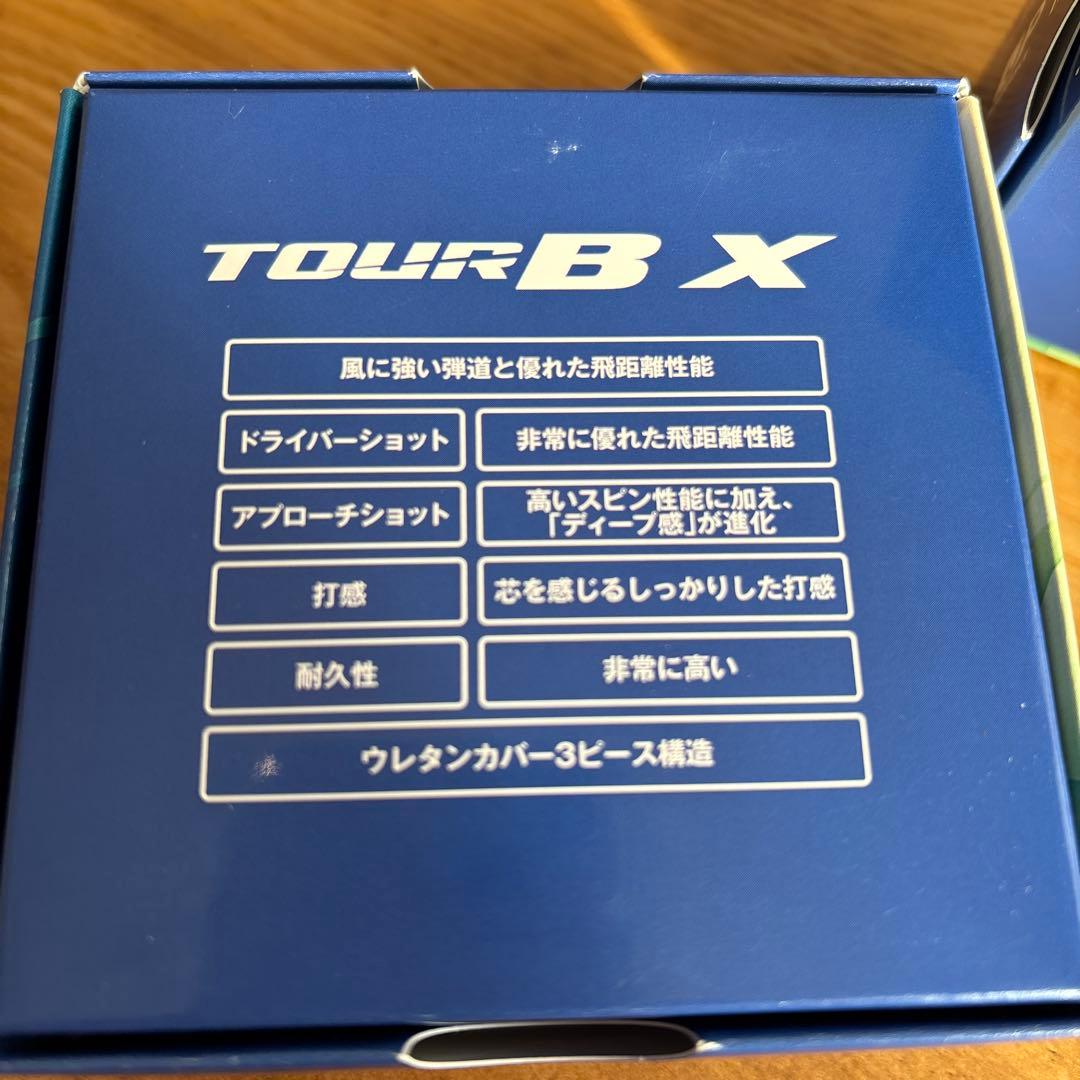 TOUR B X
風に強い弾道と優れた飛距離性能
ドライバーショット
非常に優れた飛距離性能
アプローチショット
高いスピン性能に加え、
「ディープ感」が進化
打感
芯を感じるしっかりした打感
耐久性
非常に高い
ウレタンカバー3ピース構造